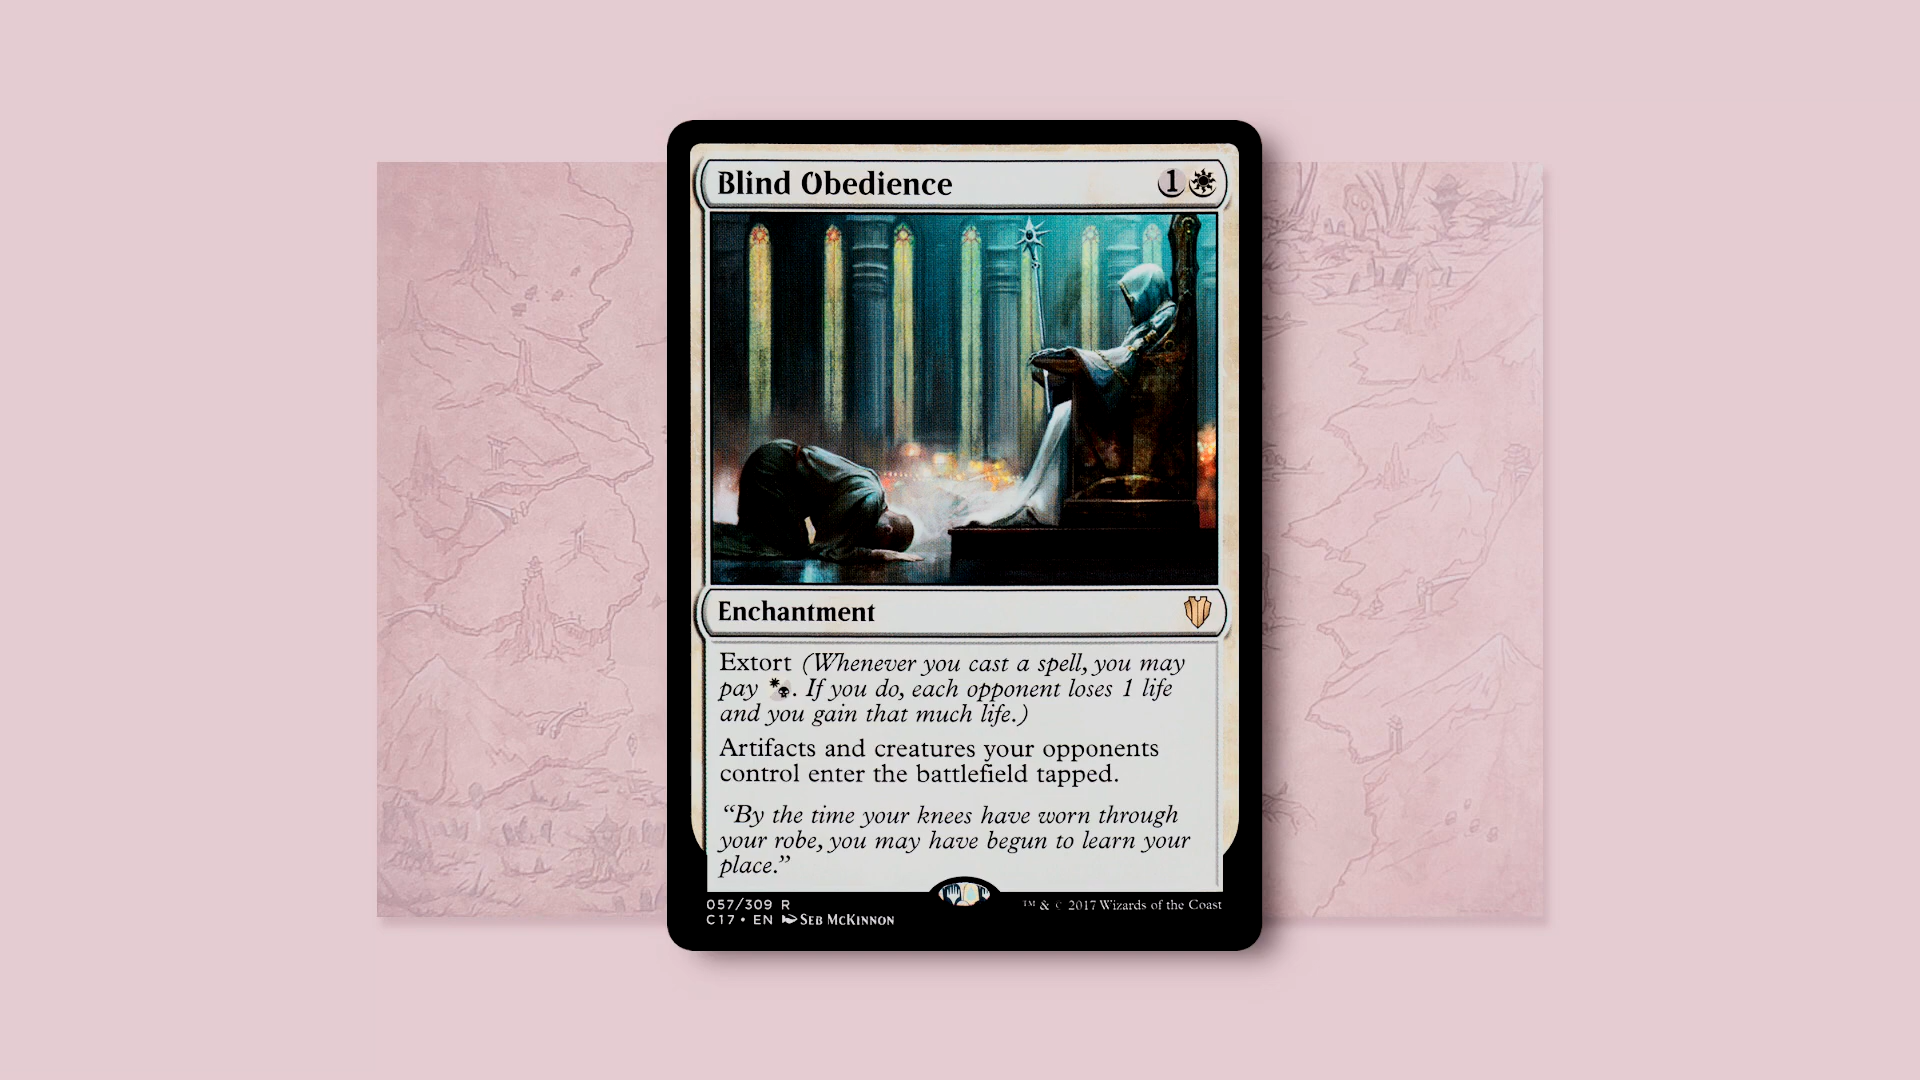 Blind Obedience 1
Enchantment
Extort (Whenever you cast a spell, you may
pay . If you do, each opponent loses 1 life
and you gain that much life.)
Artifacts and creatures your opponents
control enter the battlefield tapped.
“By the time your knees have worn through
your robe, you may have begun to learn your
place.”
057/309 R
C17 • EN Seb McKinnon
™ & © 2017 Wizards of the Coast